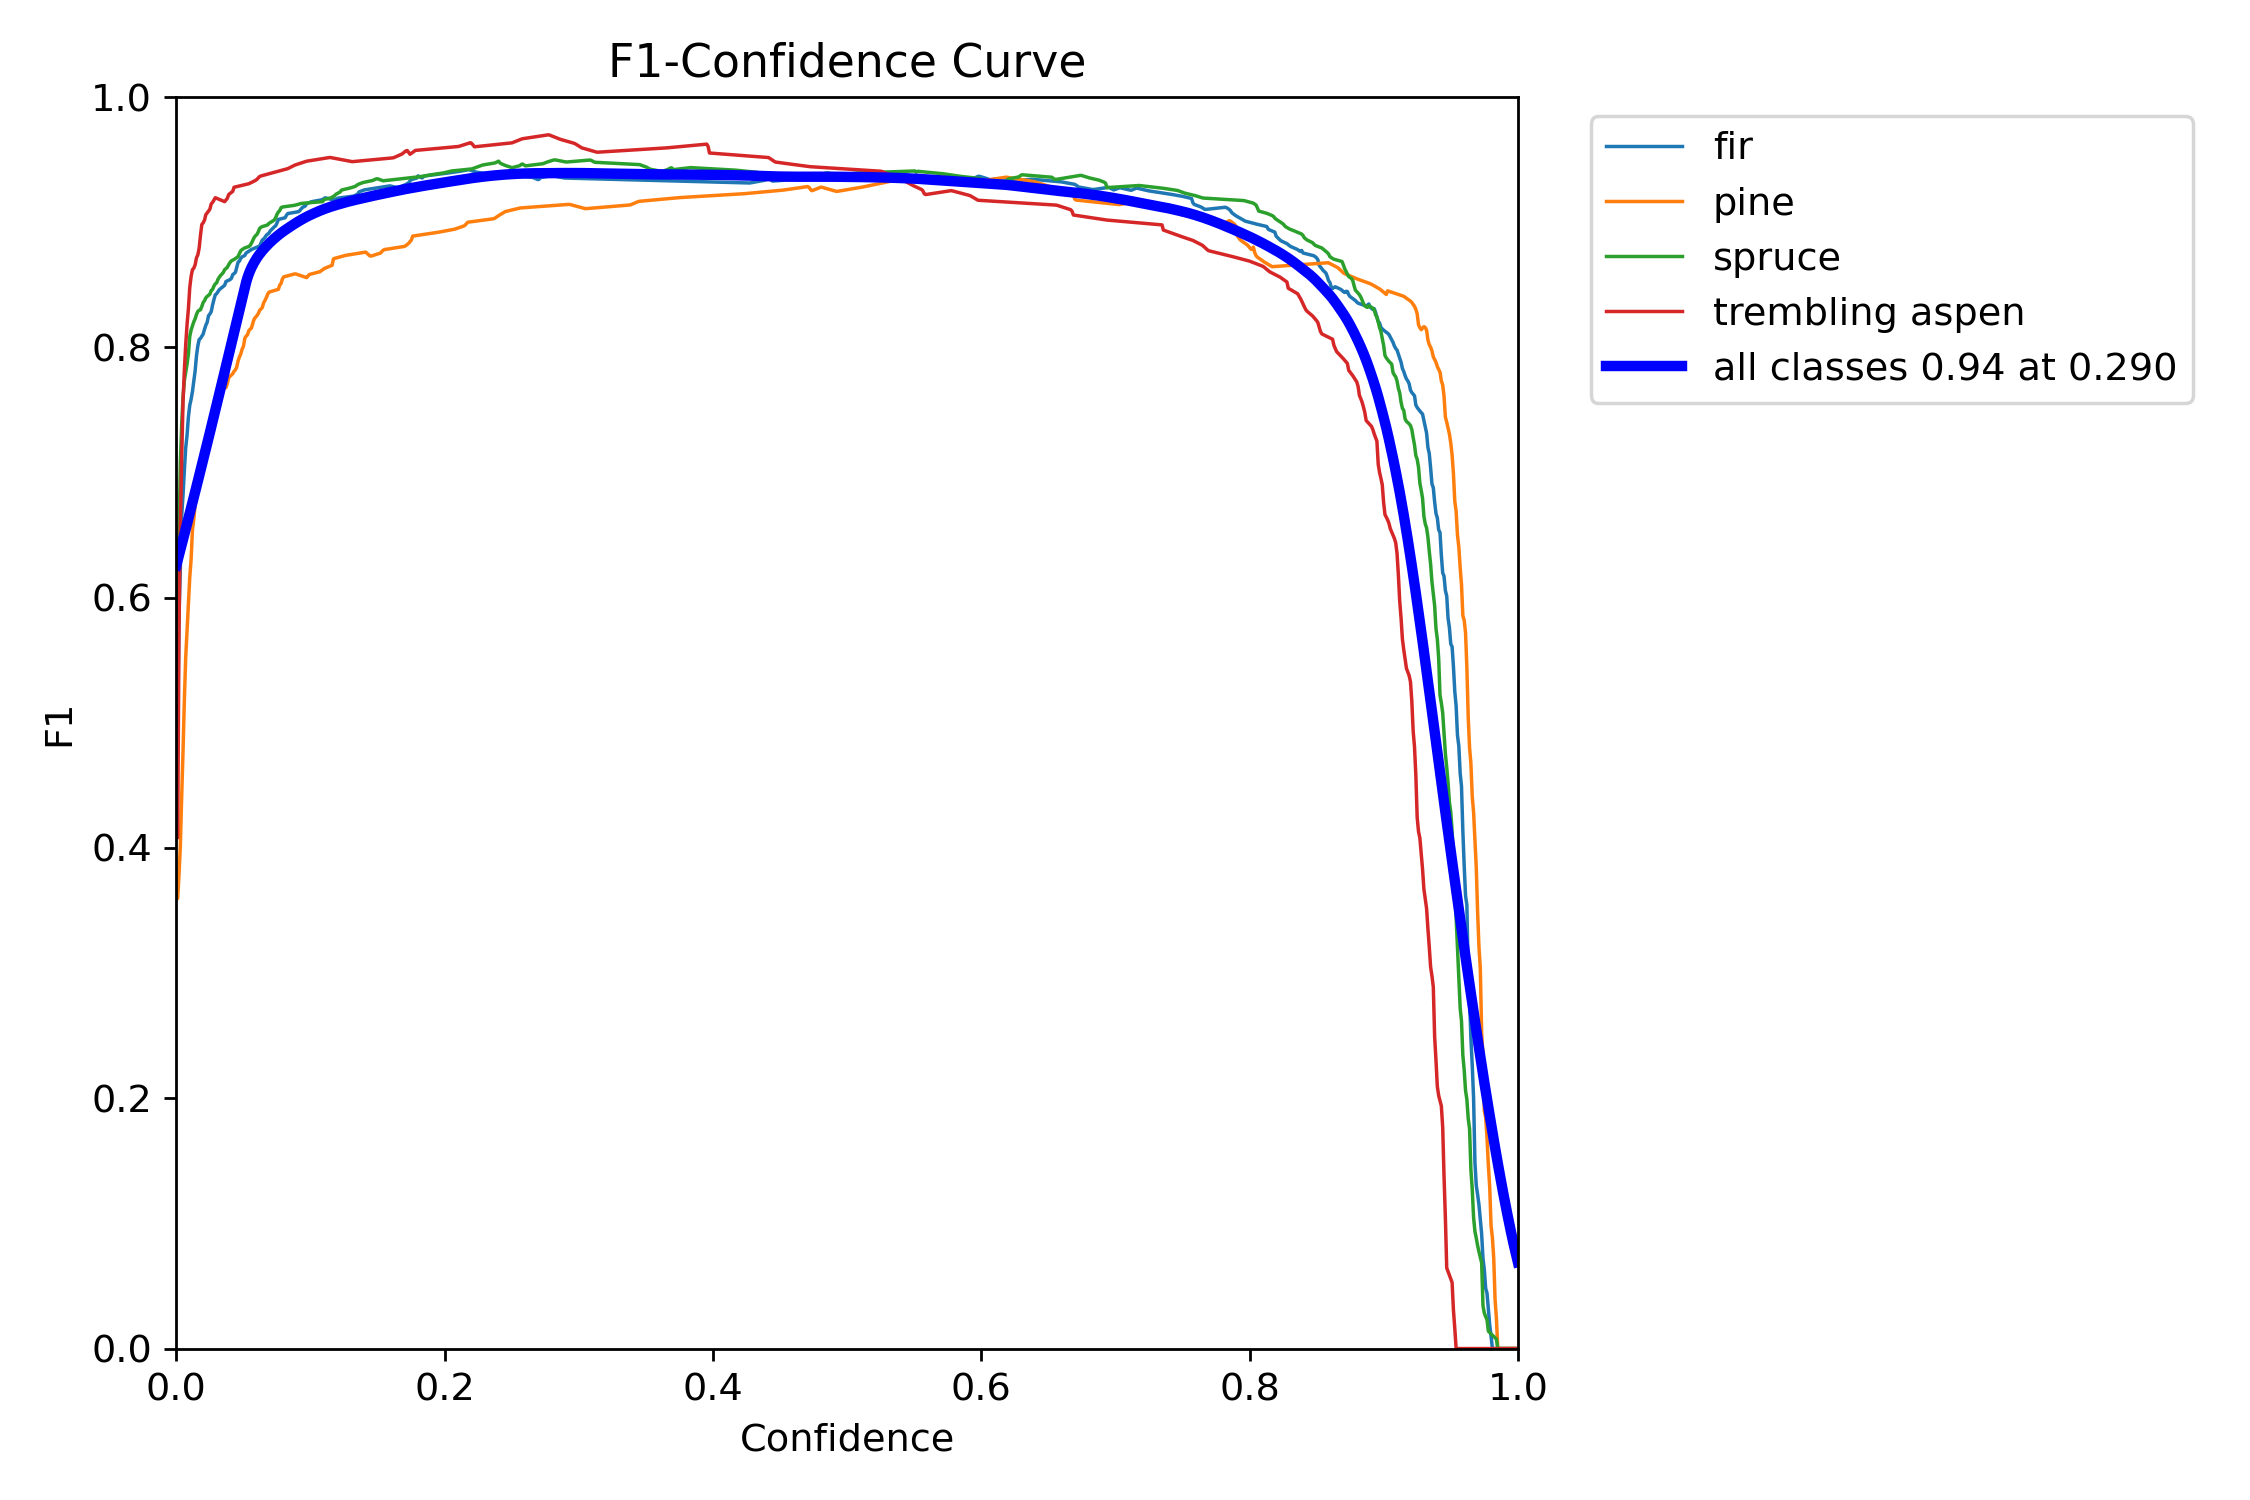 F1-Confidence Curve
1.0
0.8
0.6
0.4
0.2
0.0
F1
0.0 0.2 0.4 0.6 0.8 1.0
Confidence
fir
pine
spruce
trembling aspen
all classes 0.94 at 0.290